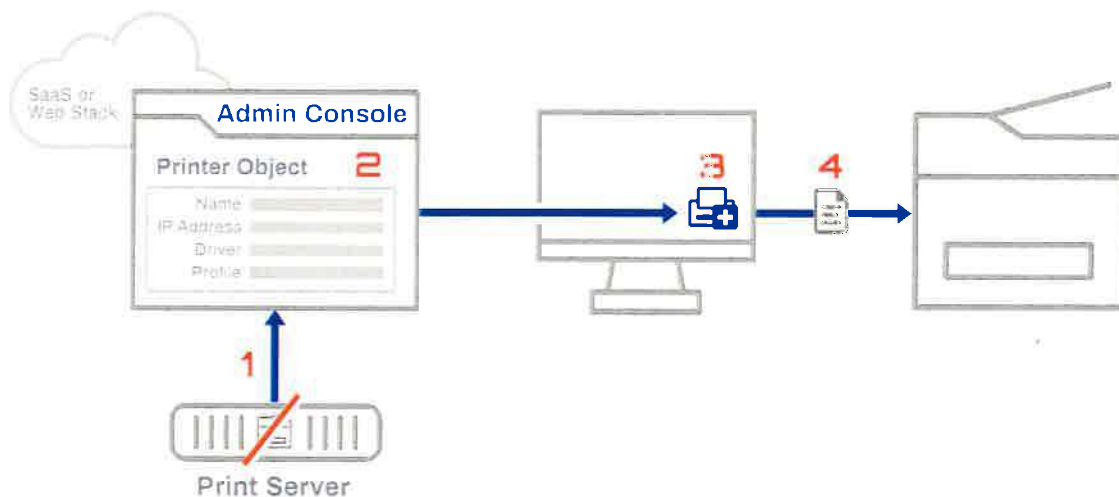 SaaS or
Web Stack
Admin Console
Printer Object 2
Name
IP Address
Driver
Profile
3
4
1
Print Server